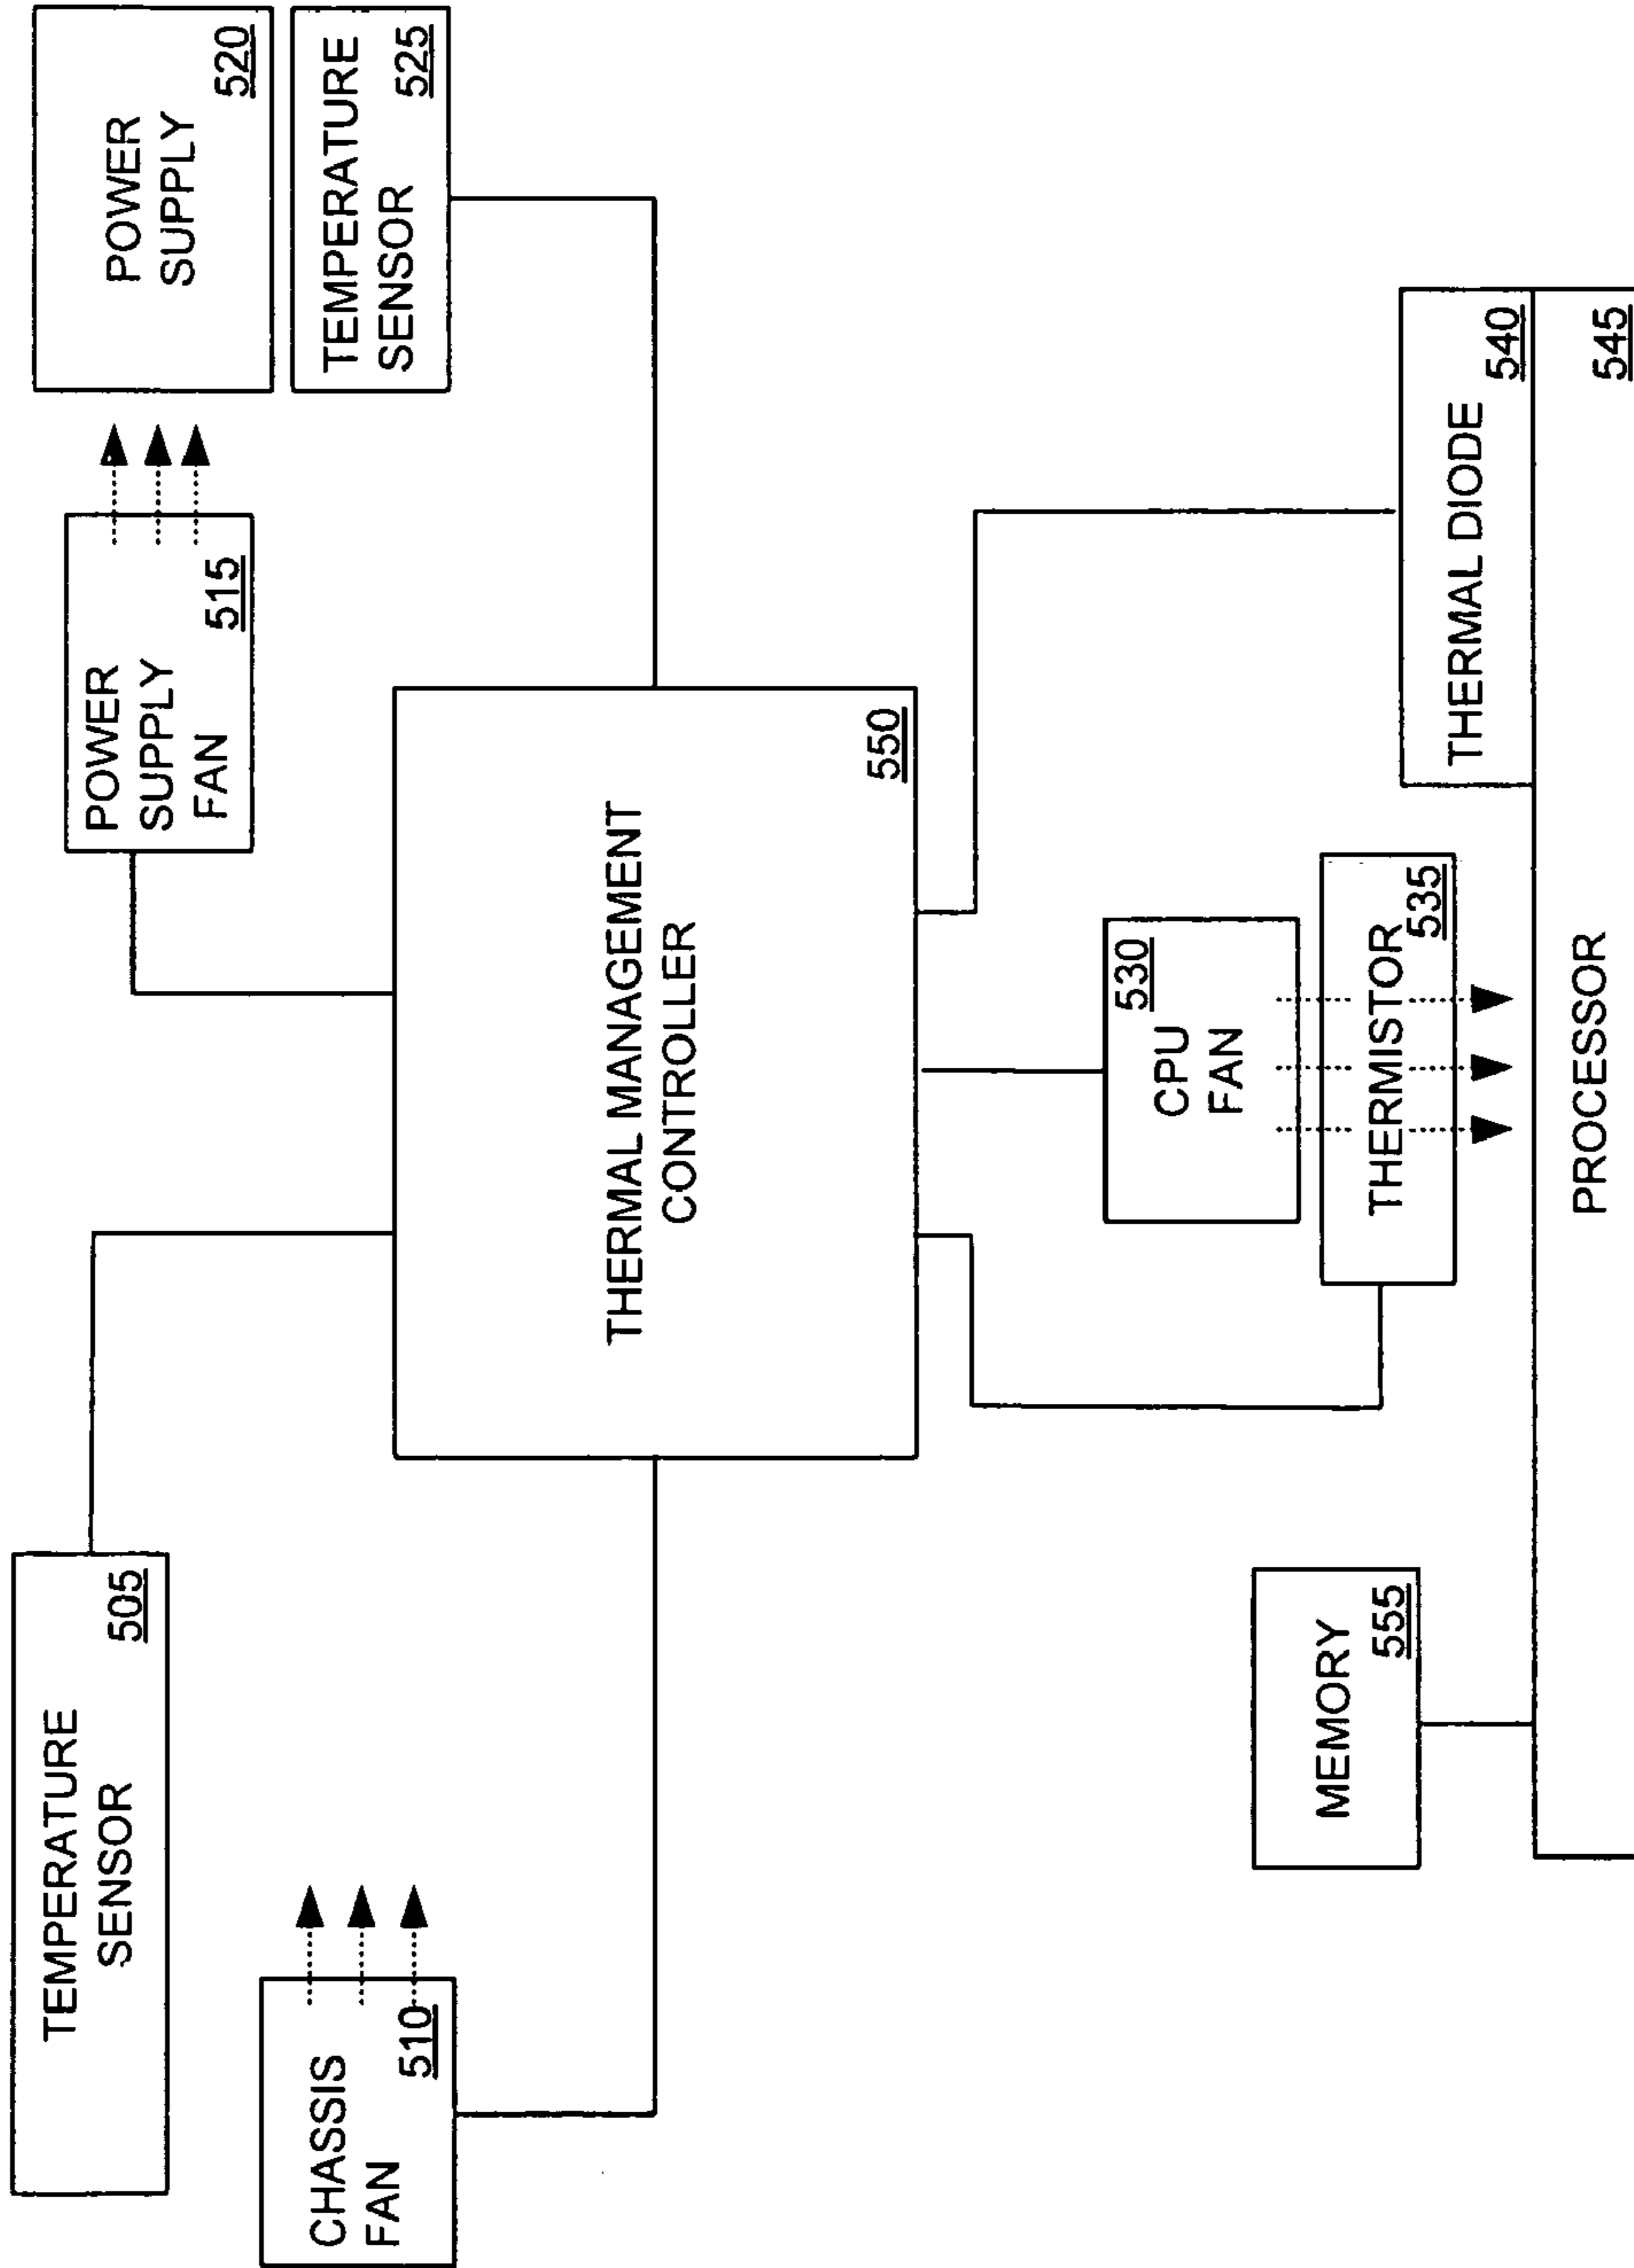 TEMPERATURE
SENSOR
505
CHASSIS
FAN
510
POWER
SUPPLY
FAN
515
POWER
SUPPLY
520
TEMPERATURE
SENSOR
525
THERMAL MANAGEMENT
CONTROLLER
550
CPU
FAN
530
THERMISTOR
535
THERMAL DIODE
540
MEMORY
555
PROCESSOR
545